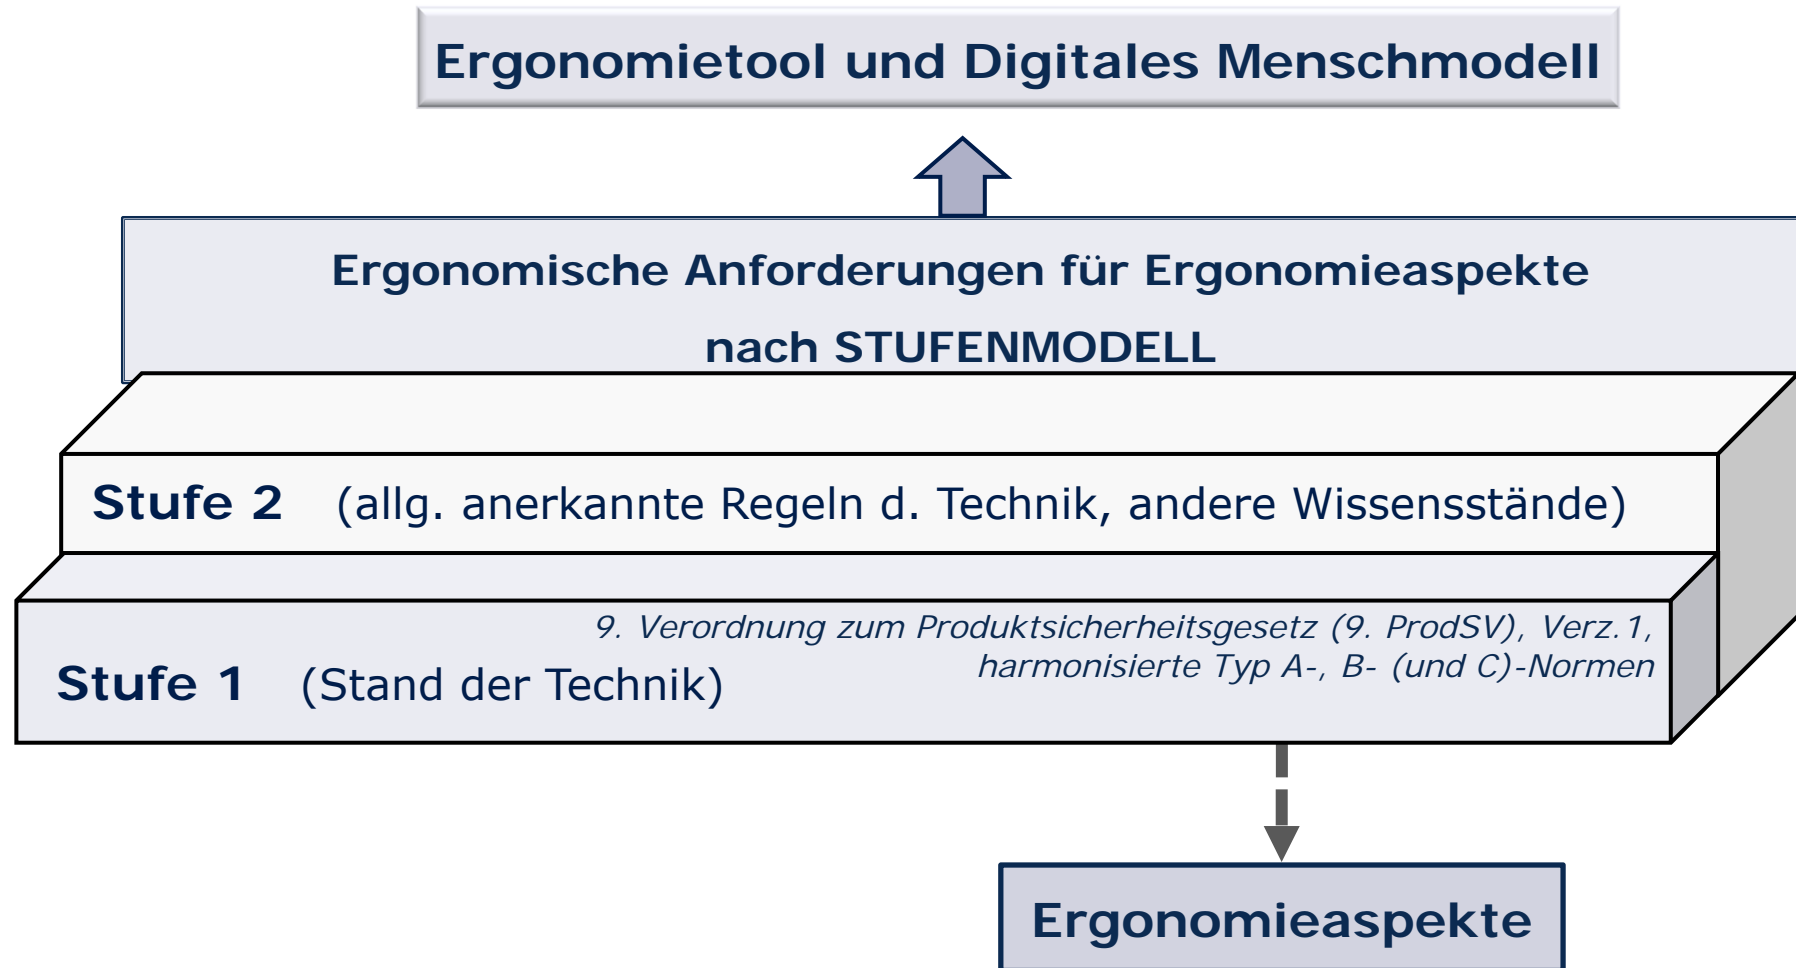 Ergonomietool und Digitales Menschmodell
Ergonomische Anforderungen für Ergonomieaspekte
nach STUFENMODELL
Stufe 2 (allg. anerkannte Regeln d. Technik, andere Wissensstände)
9. Verordnung zum Produktsicherheitsgesetz (9. ProdSV), Verz.1,
harmonisierte Typ A-, B- (und C)-Normen
Stufe 1 (Stand der Technik)
Ergonomieaspekte